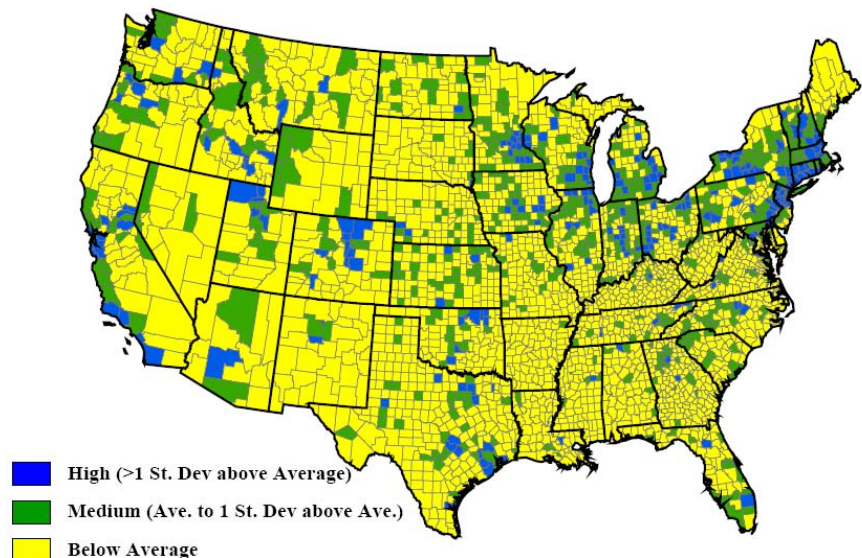 High (>1 St. Dev above Average)
Medium (Ave. to 1 St. Dev above Ave.)
Below Average